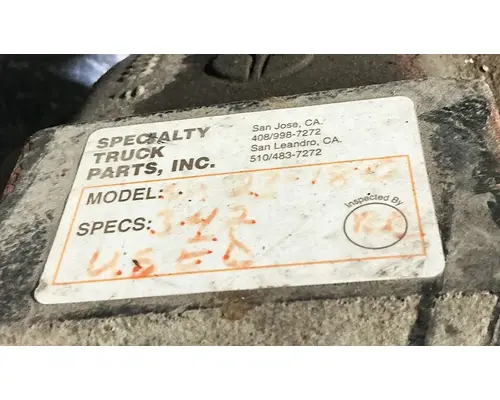 SPECIALTY
TRUCK
PARTS, INC.
San Jose, CA.
408/998-7272
San Leandro, CA.
510/483-7272
MODEL:
SPECS: 342
Inspected By